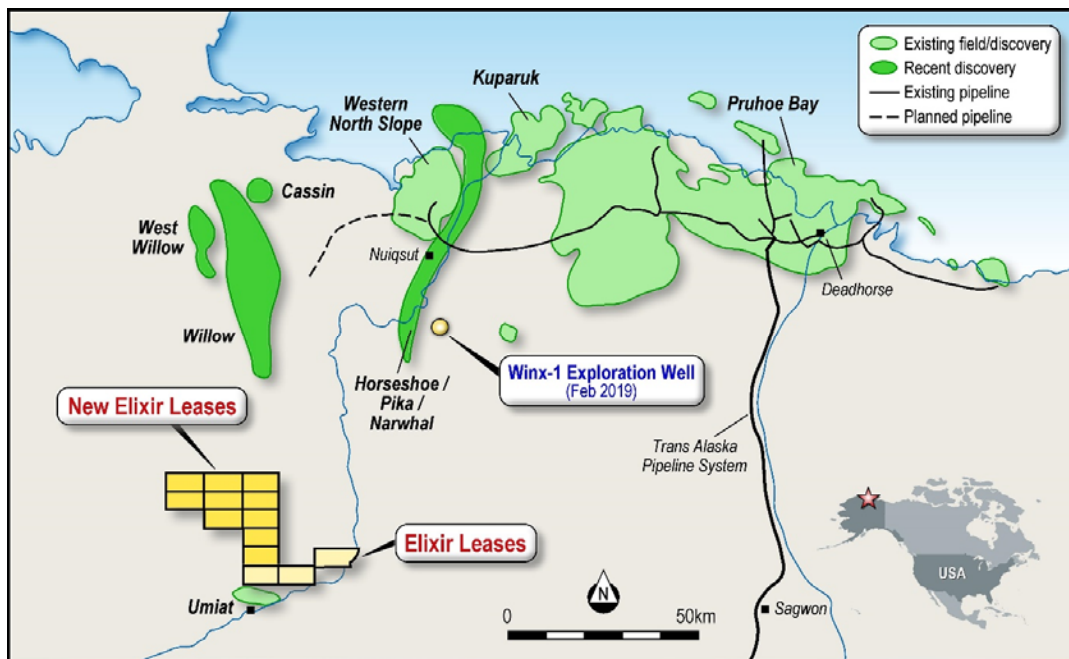 Existing field/discovery
Recent discovery
Existing pipeline
Planned pipeline
Kuparuk
Western
North Slope
Pruhoe Bay
Cassin
West
Willow
Nuiqsut
Deadhorse
Willow
Horseshoe /
Pika /
Narwhal
Winx-1 Exploration Well
(Feb 2019)
New Elixir Leases
Trans Alaska
Pipeline System
Elixir Leases
USA
Umiat
N
0
50km
Sagwon